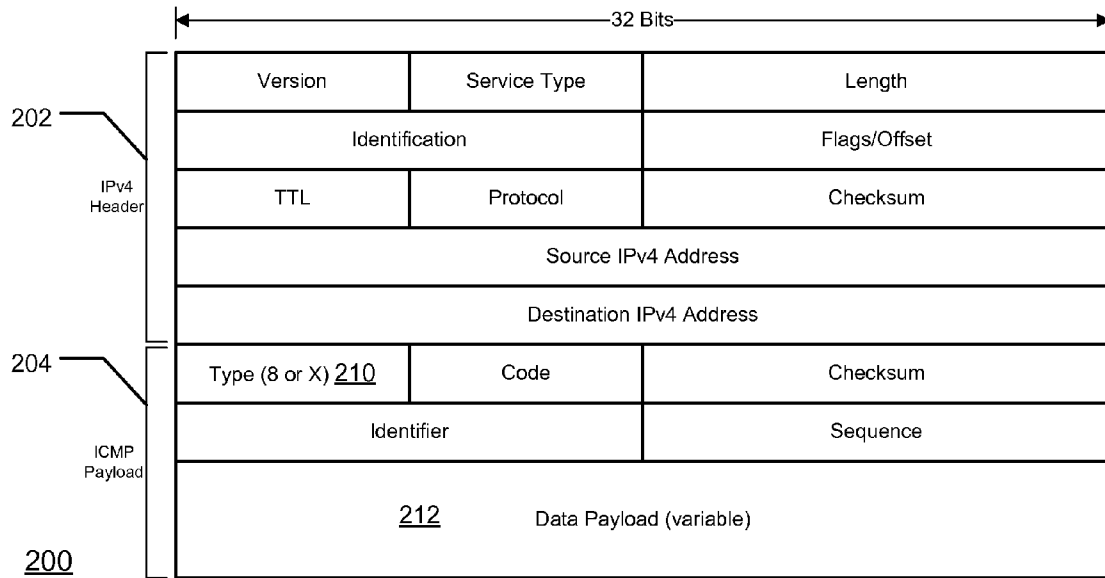 32 Bits
Version Service Type Length
202
Identification Flags/Offset
IPv4
Header
TTL Protocol Checksum
Source IPv4 Address
Destination IPv4 Address
204
Type (8 or X) 210 Code Checksum
Identifier Sequence
ICMP
Payload
212 Data Payload (variable)
200